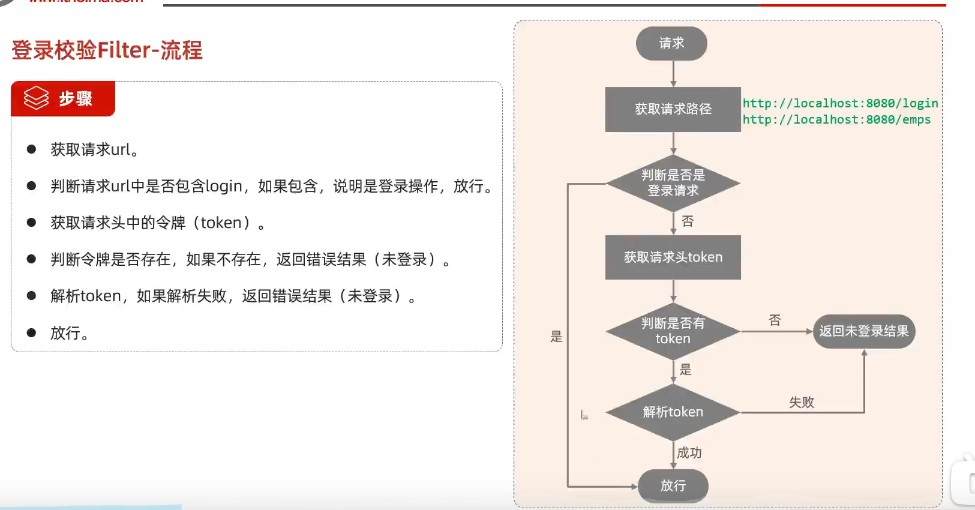 www.itheima.com
登录校验Filter-流程
步骤
● 获取请求url。
● 判断请求url中是否包含login，如果包含，说明是登录操作，放行。
● 获取请求头中的令牌（token）。
● 判断令牌是否存在，如果不存在，返回错误结果（未登录）。
● 解析token，如果解析失败，返回错误结果（未登录）。
● 放行。
请求
获取请求路径
http://localhost:8080/login
http://localhost:8080/emps
判断是否是
登录请求
否
获取请求头token
判断是否有
token
否
返回未登录结果
是
是
解析token
失败
成功
放行